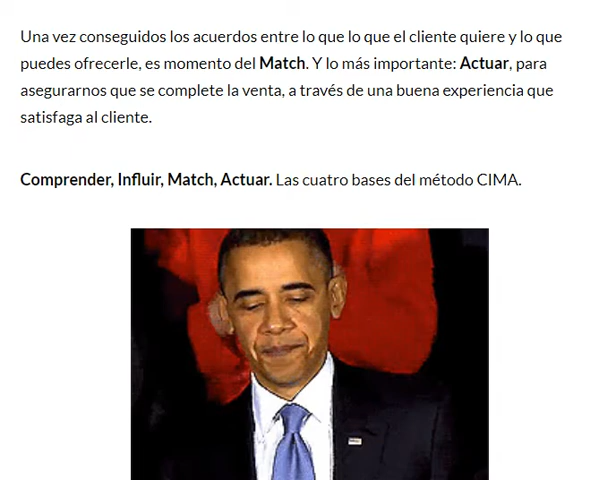 Una vez conseguidos los acuerdos entre lo que lo que el cliente quiere y lo que
puedes ofrecerle, es momento del Match. Y lo más importante: Actuar, para
asegurarnos que se complete la venta, a través de una buena experiencia que
satisfaga al cliente.
Comprender, Influir, Match, Actuar. Las cuatro bases del método CIMA.